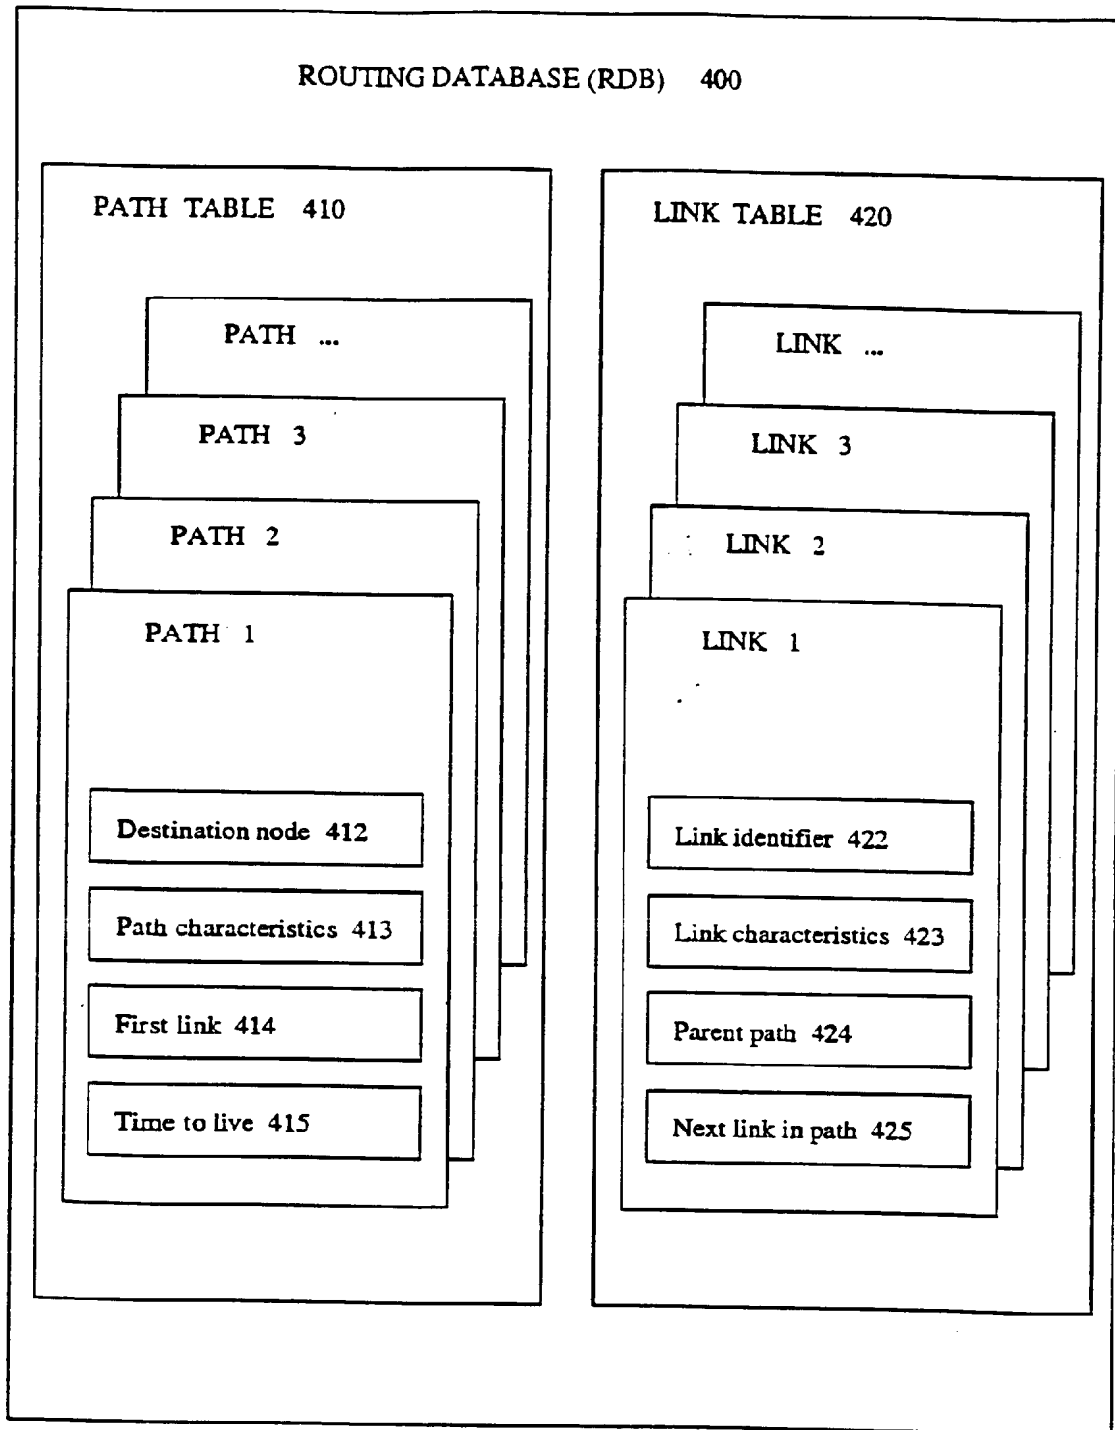 ROUTING DATABASE (RDB) 400
PATH TABLE 410
PATH ...
PATH 3
PATH 2
PATH 1
Destination node 412
Path characteristics 413
First link 414
Time to live 415
LINK TABLE 420
LINK ...
LINK 3
LINK 2
LINK 1
Link identifier 422
Link characteristics 423
Parent path 424
Next link in path 425